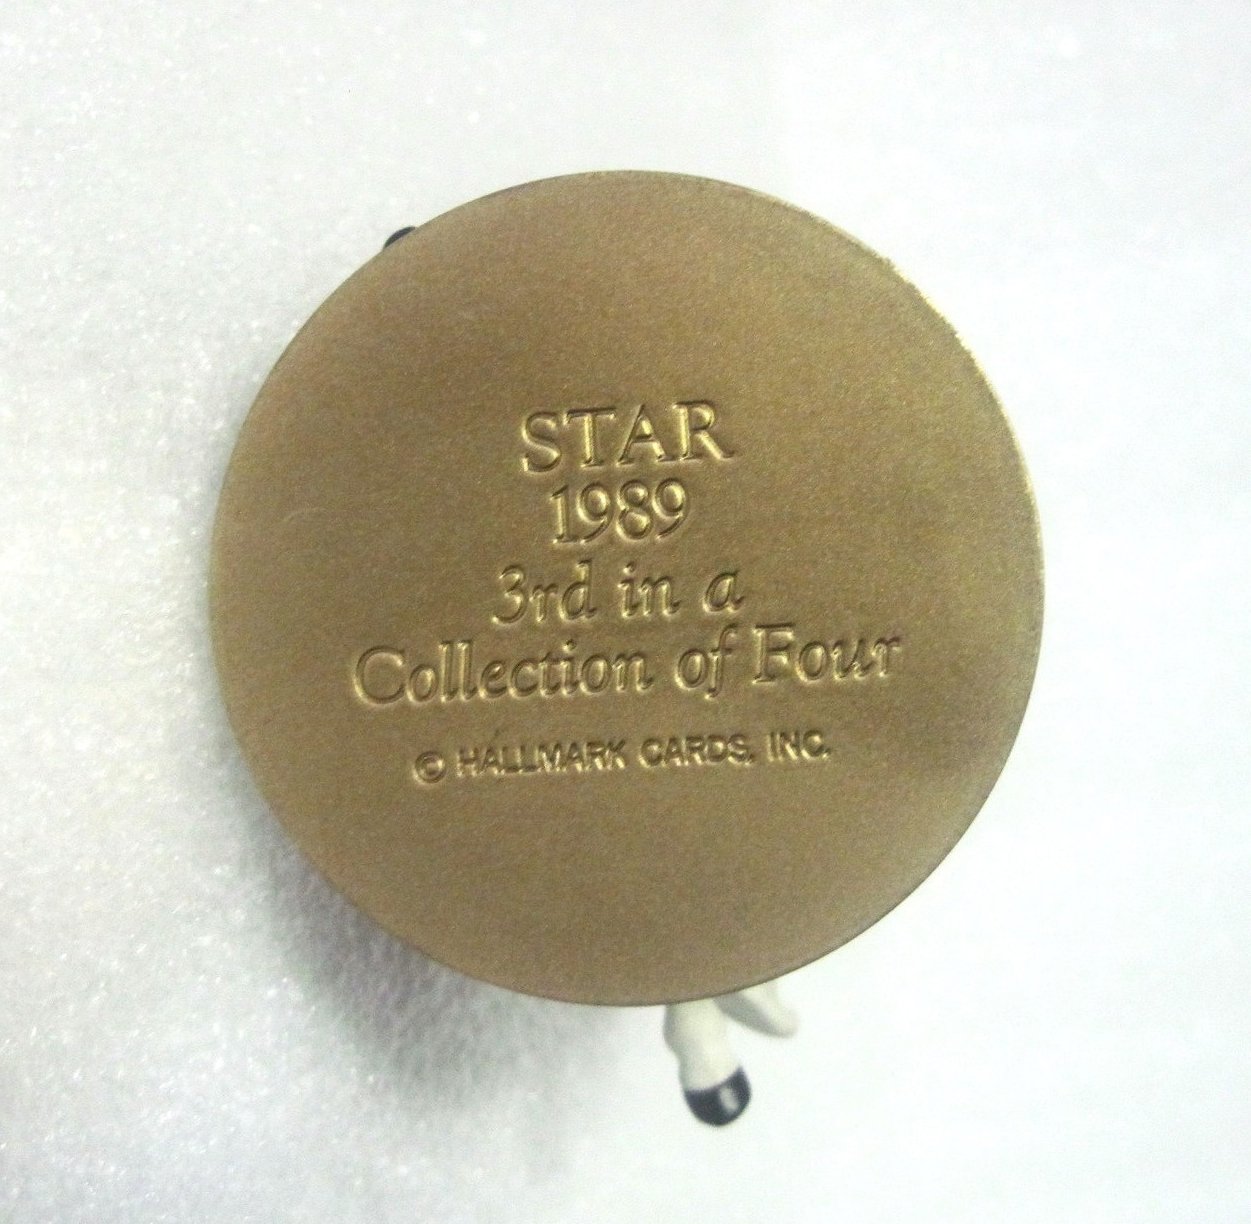 STAR
1989
3rd in a
Collection of Four
© HALLMARK CARDS, INC.